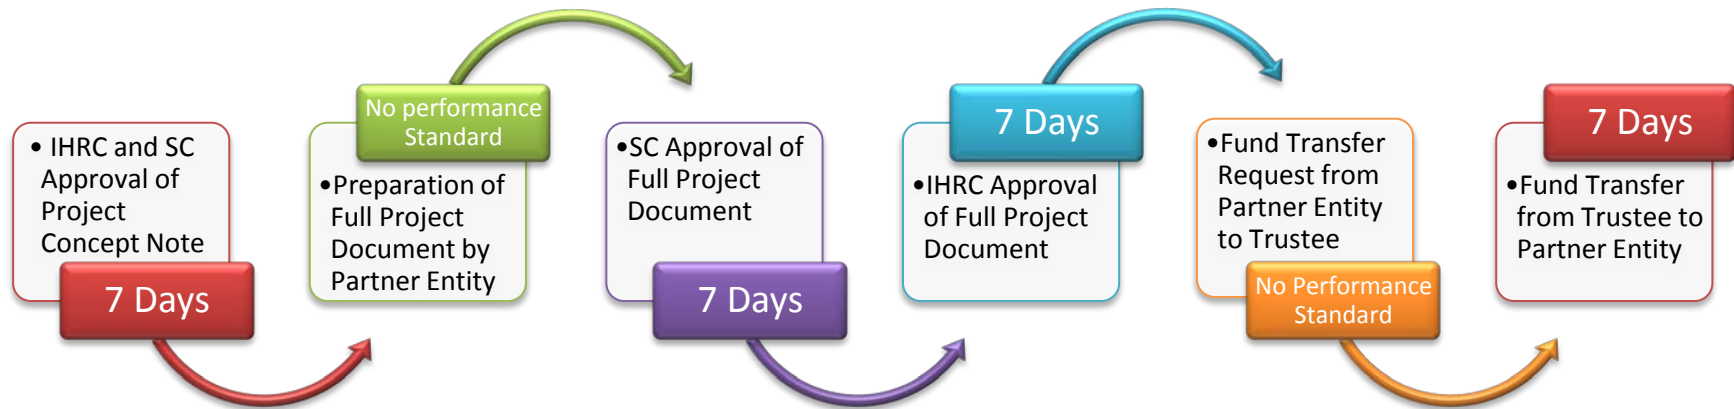 • IHRC and SC
Approval of
Project
Concept Note
7 Days
No performance
Standard
•Preparation of
Full Project
Document by
Partner Entity
•SC Approval of
Full Project
Document
7 Days
7 Days
•IHRC Approval
of Full Project
Document
•Fund Transfer
Request from
Partner Entity
to Trustee
No Performance
Standard
7 Days
•Fund Transfer
from Trustee to
Partner Entity